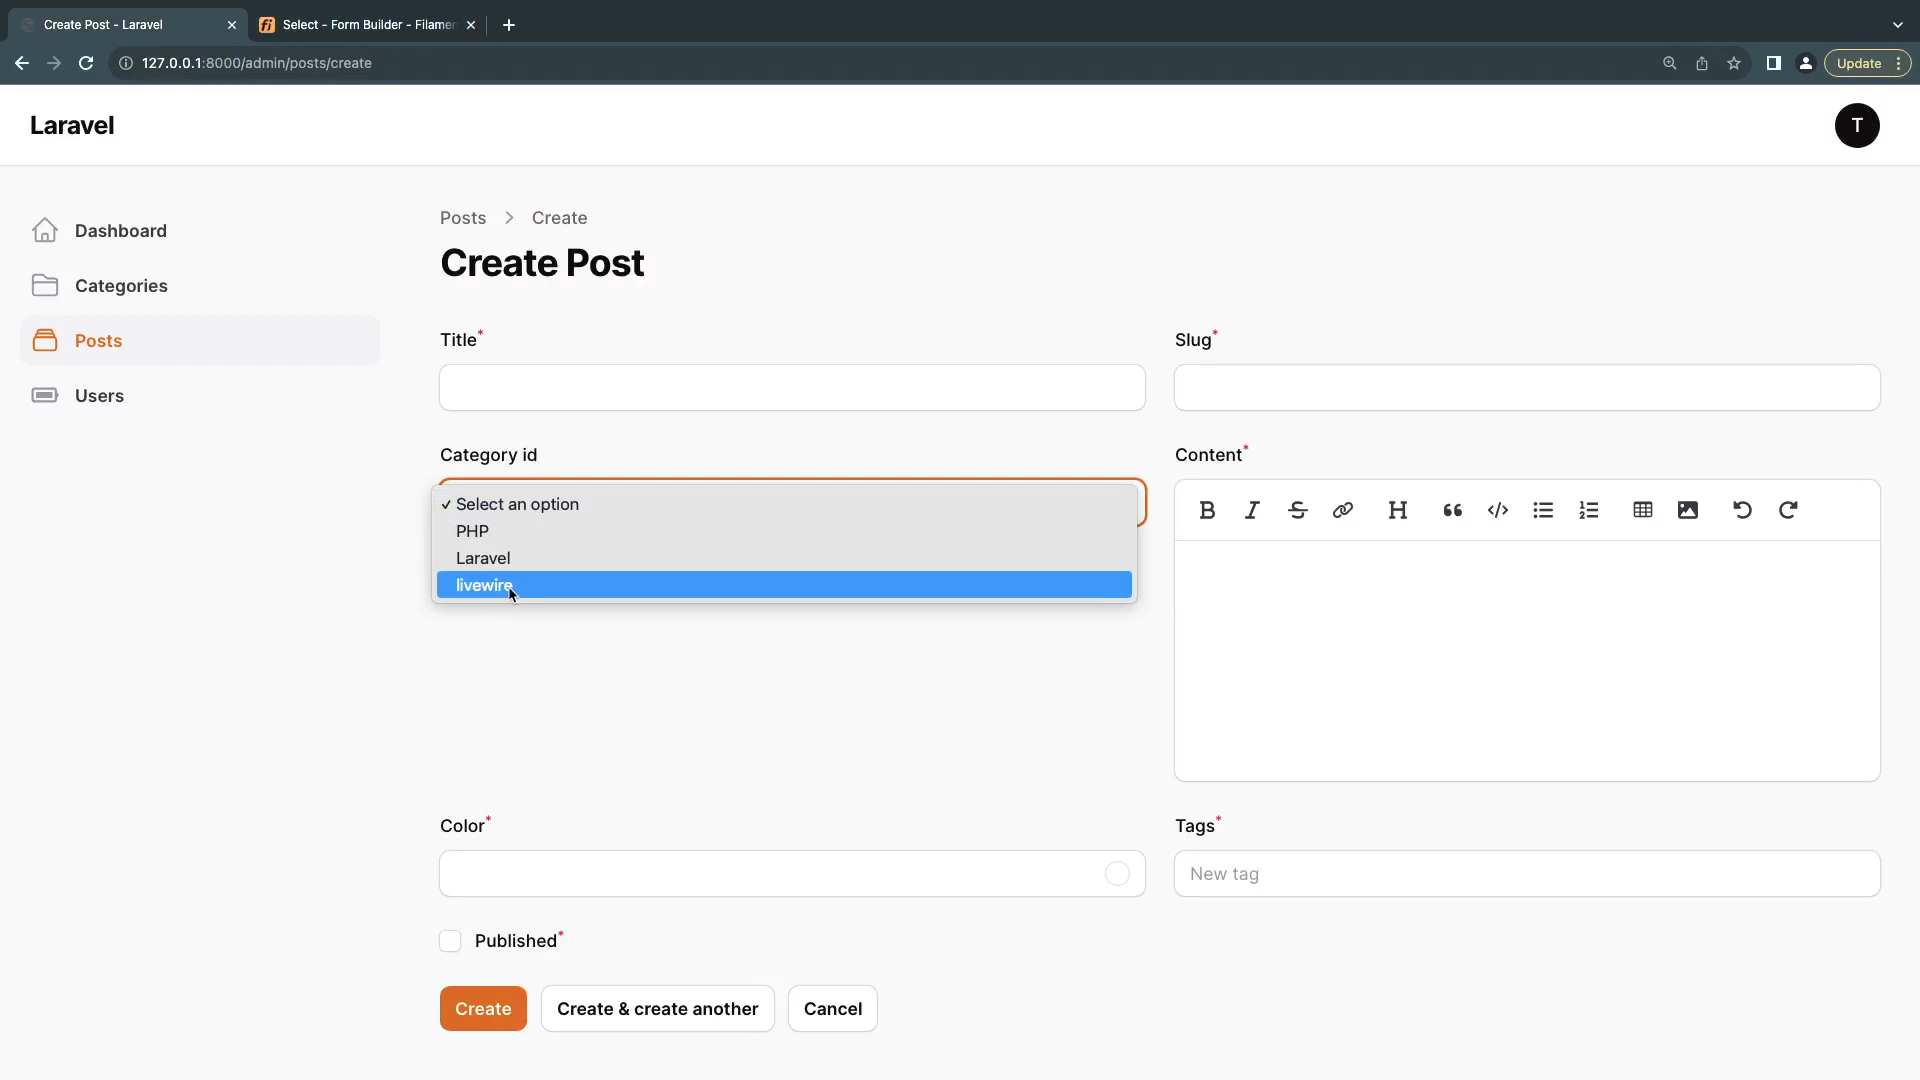 Create Post - Laravel
Select - Form Builder - Filamen
127.0.0.1:8000/admin/posts/create
Update
Laravel
T
Dashboard
Categories
Posts
Users
Posts > Create
Create Post
Title*
Slug*
Category id
Select an option
PHP
Laravel
livewire
Content*
Color*
Tags*
New tag
Published*
Create
Create & create another
Cancel